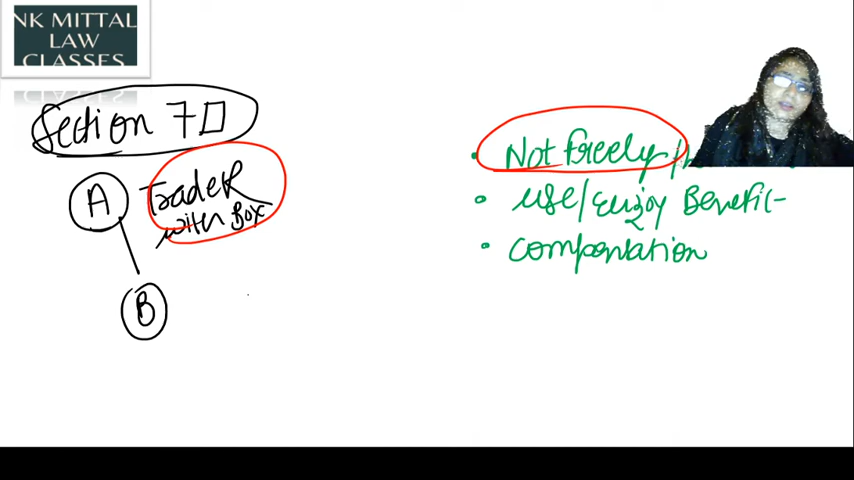 NK MITTAL
LAW
CLASSES
Section 70
A
Trader
with Box
B
• Not freely /
• use/enjoy Benefit
• compensation